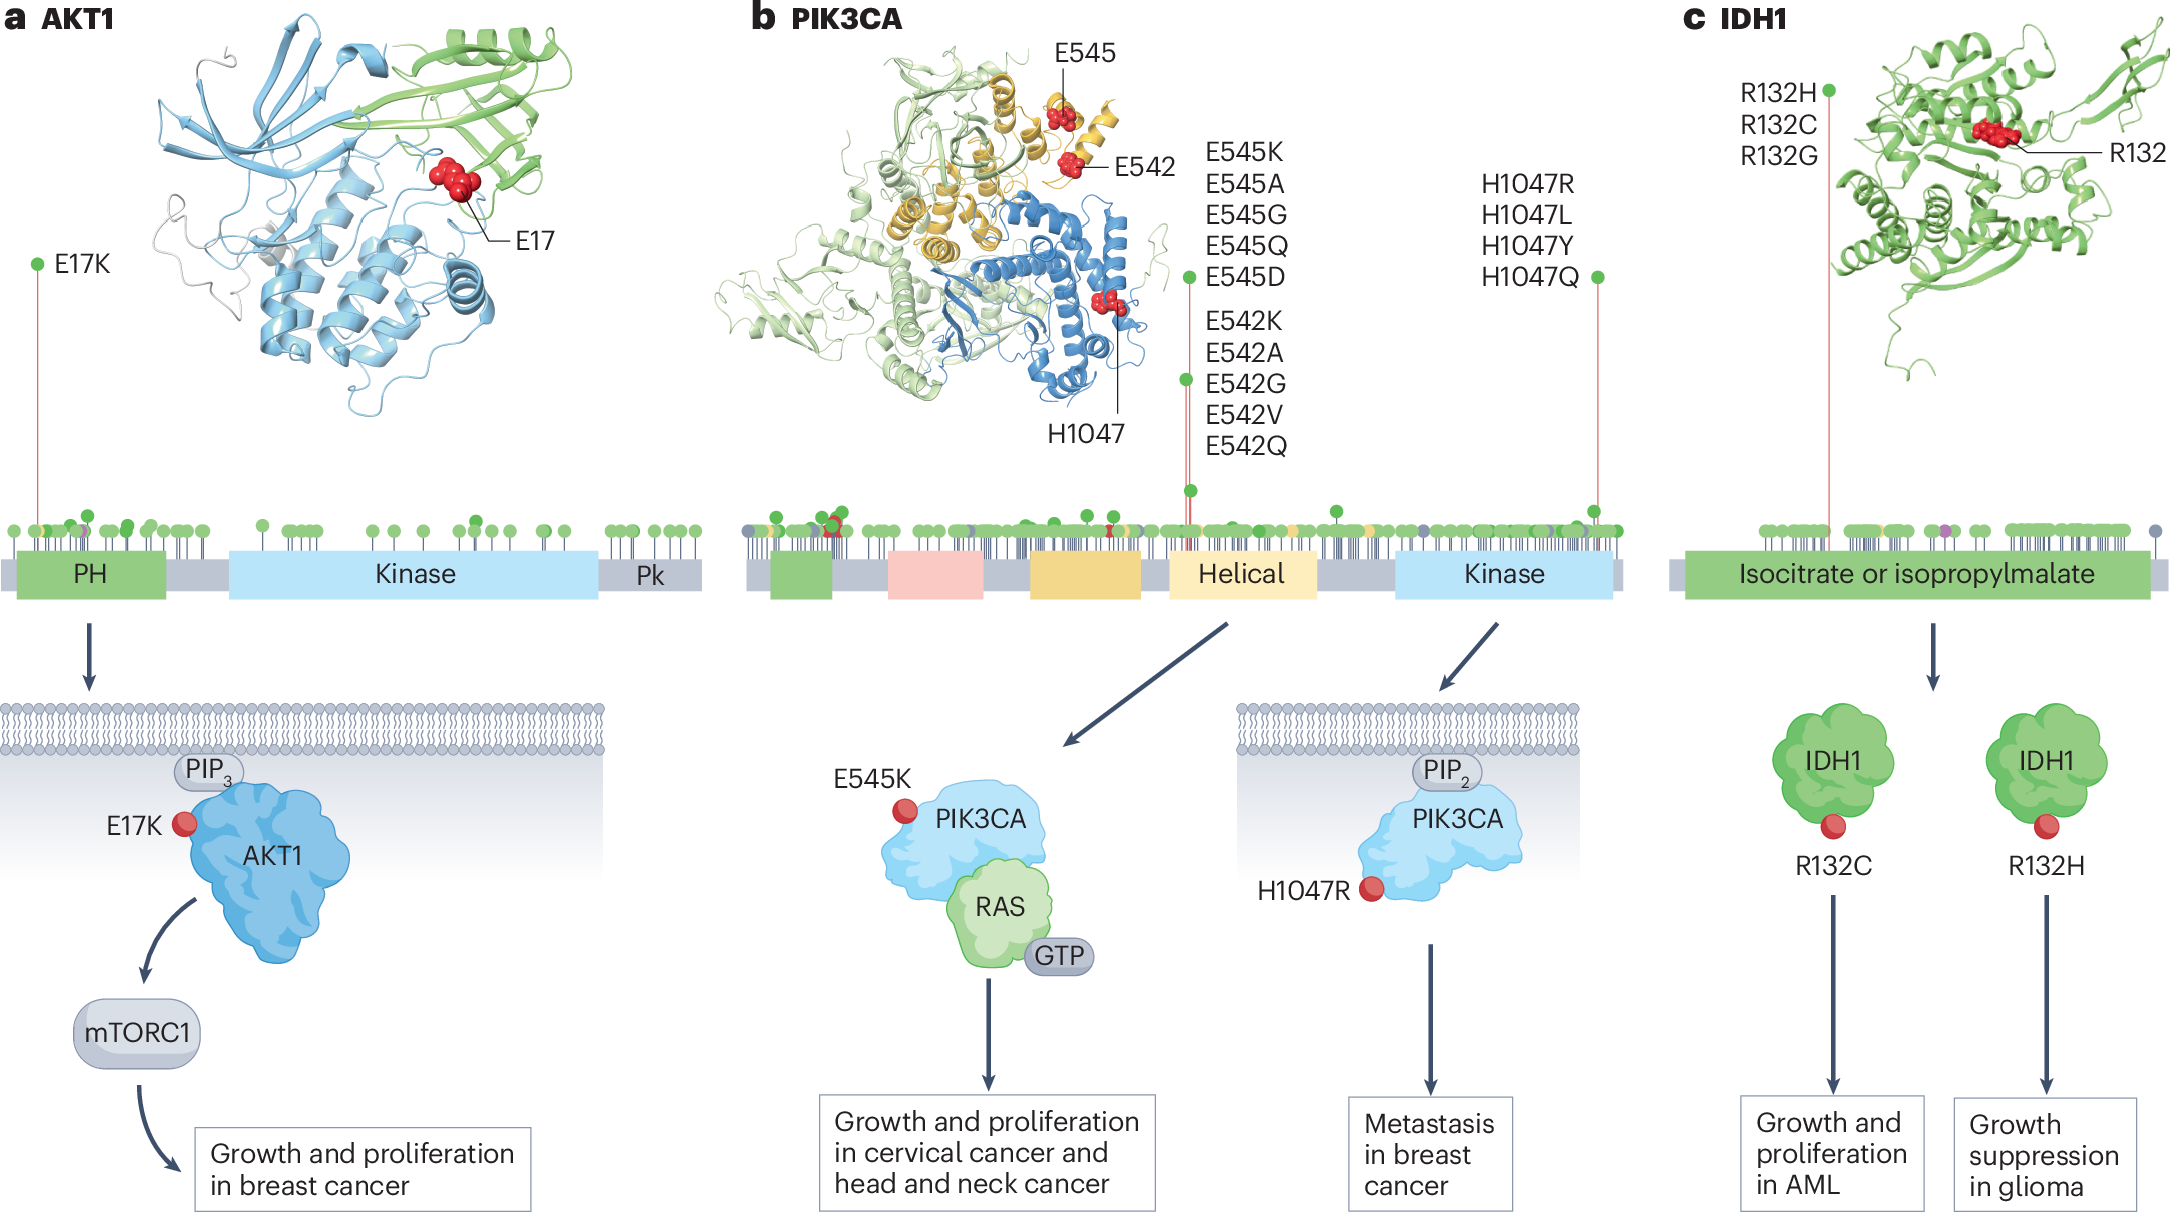 a AKT1
E17
E17K
PH
Kinase
Pk
PIP3
E17K
AKT1
mTORC1
Growth and proliferation
in breast cancer
b PIK3CA
E545
E542
H1047
E545K
E545A
E545G
E545Q
E545D
E542K
E542A
E542G
E542V
E542Q
H1047R
H1047L
H1047Y
H1047Q
Helical
Kinase
E545K
PIK3CA
RAS
GTP
Growth and proliferation
in cervical cancer and
head and neck cancer
PIP2
PIK3CA
H1047R
Metastasis
in breast
cancer
c IDH1
R132H
R132C
R132G
R132
Isocitrate or isopropylmalate
IDH1
R132C
Growth and
proliferation
in AML
IDH1
R132H
Growth
suppression
in glioma